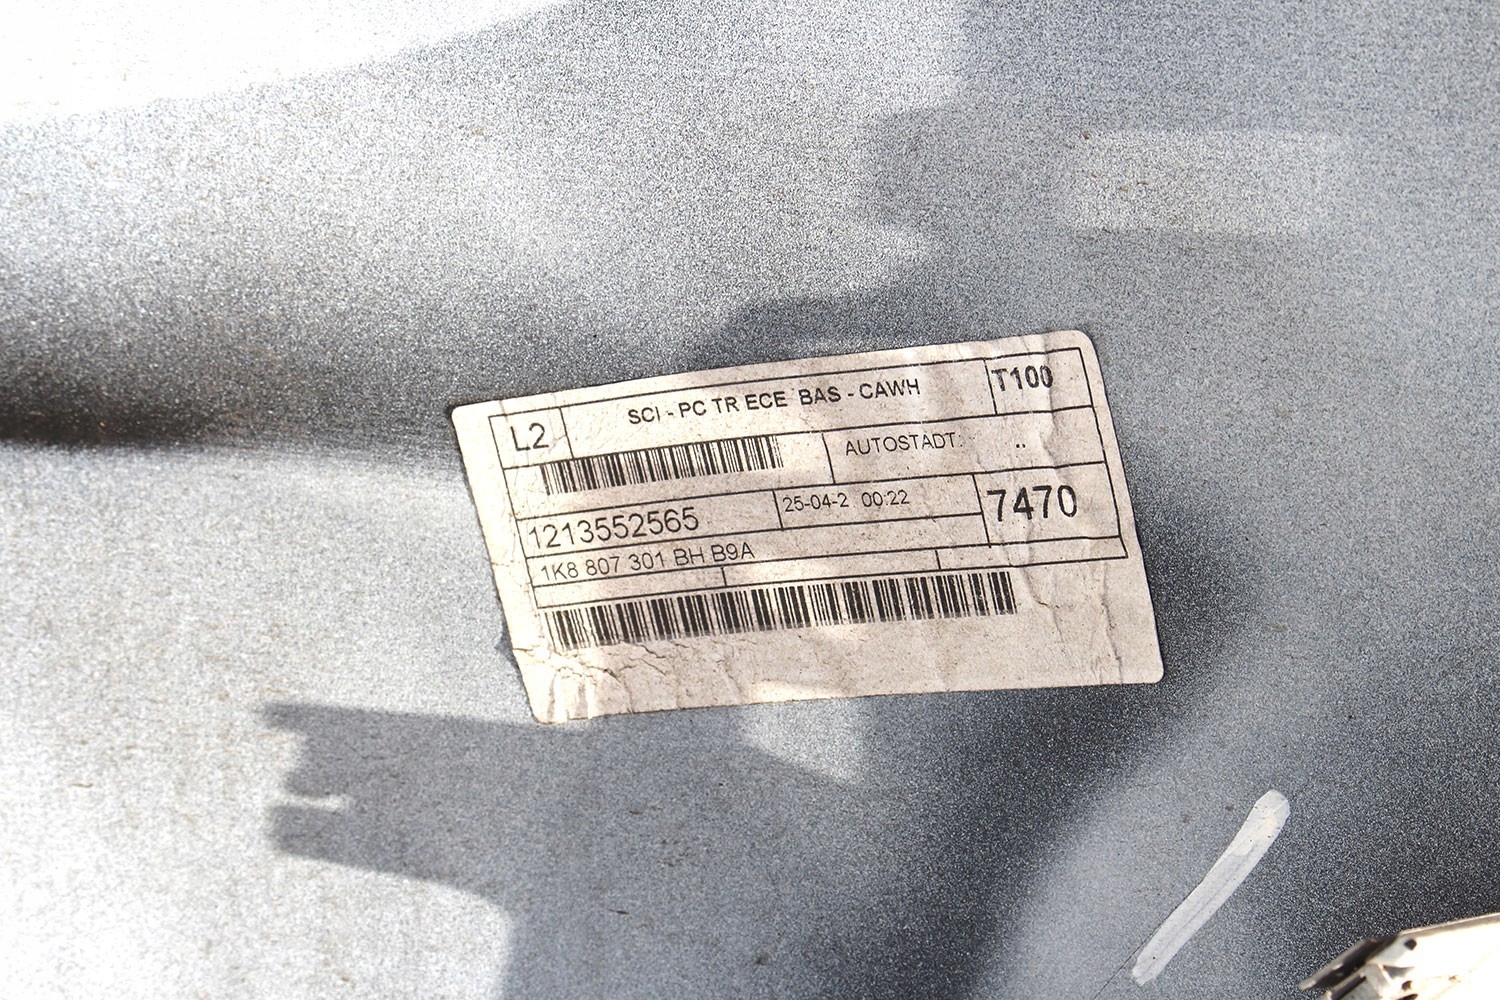 L2 SCI - PC TR ECE BAS - CAWH T100
AUTOSTADT: ..
1213552565 25-04-2 00:22 7470
1K8 807 301 BH B9A